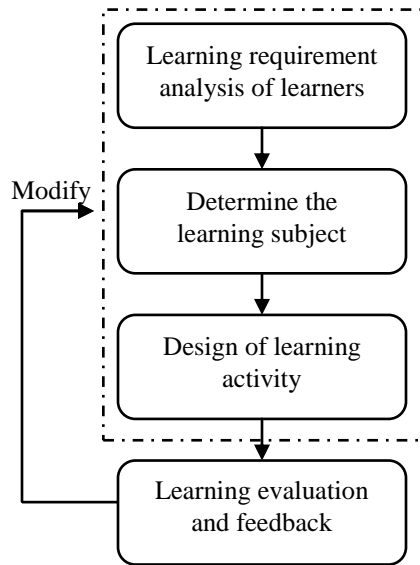 Learning requirement
analysis of learners
Modify
Determine the
learning subject
Design of learning
activity
Learning evaluation
and feedback